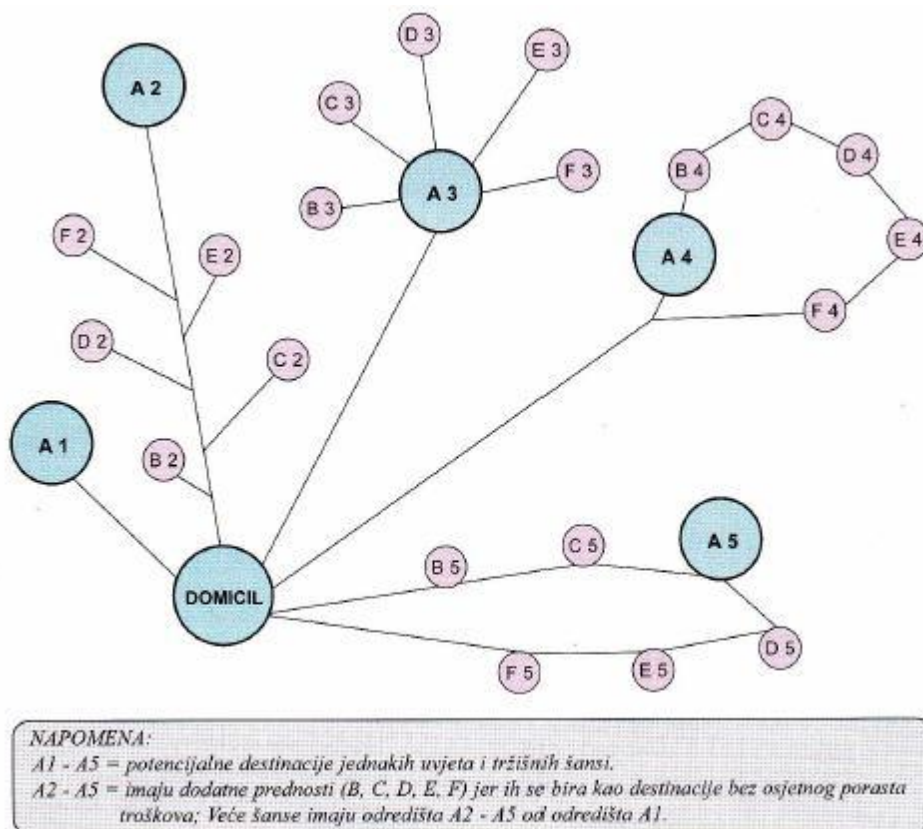 D 3
E 3
A 2
C 3
C 4
B 4
D 4
F 3
A 3
B 3
F 2
E 2
A 4
E 4
F 4
D 2
C 2
A 1
B 2
A 5
C 5
B 5
DOMICIL
D 5
F 5
E 5
NAPOMENA:
A1 - A5 = potencijalne destinacije jednakih uvjeta i tržišnih šansi.
A2 - A5 = imaju dodatne prednosti (B, C, D, E, F) jer ih se bira kao destinacije bez osjetnog porasta
troškova; Veće šanse imaju odredišta A2 - A5 od odredišta A1.